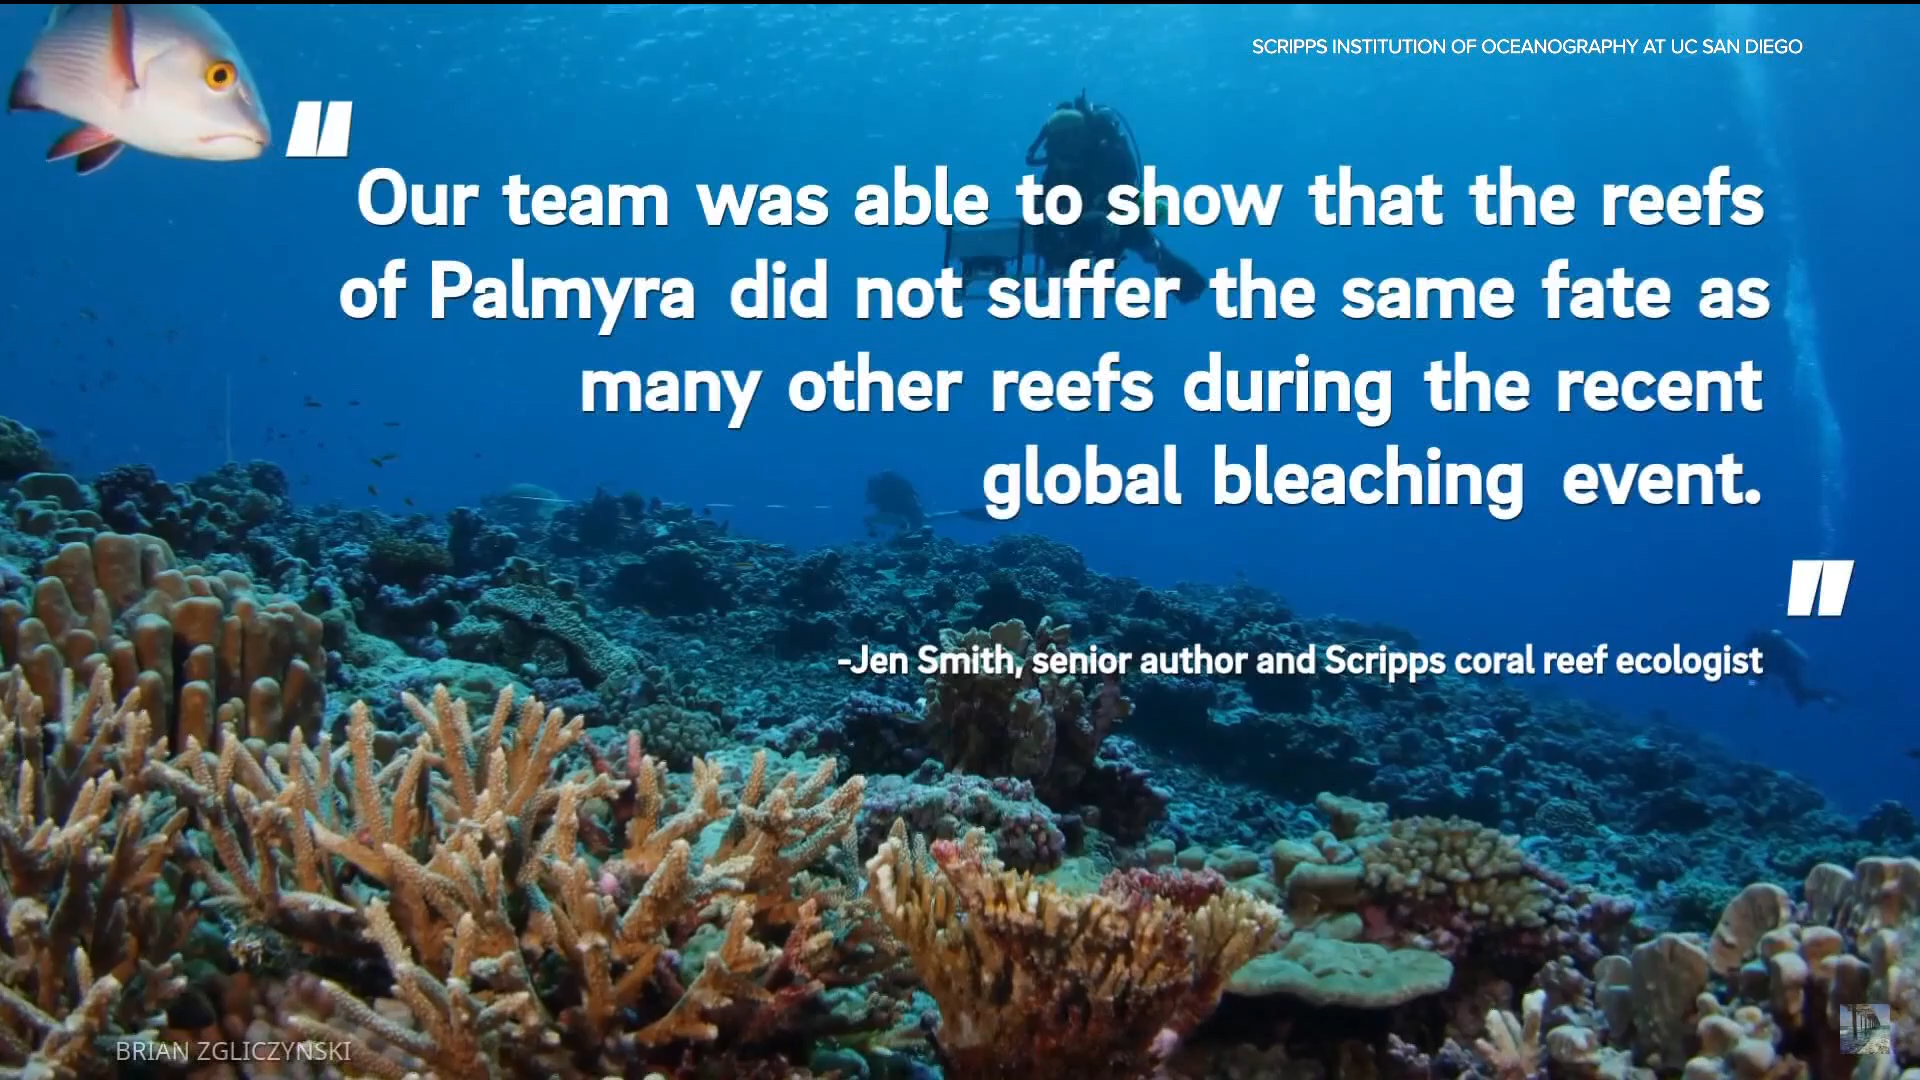 SCRIPPS INSTITUTION OF OCEANOGRAPHY AT UC SAN DIEGO
"
Our team was able to show that the reefs
of Palmyra did not suffer the same fate as
many other reefs during the recent
global bleaching event.
"
-Jen Smith, senior author and Scripps coral reef ecologist
BRIAN ZGLICZYNSKI